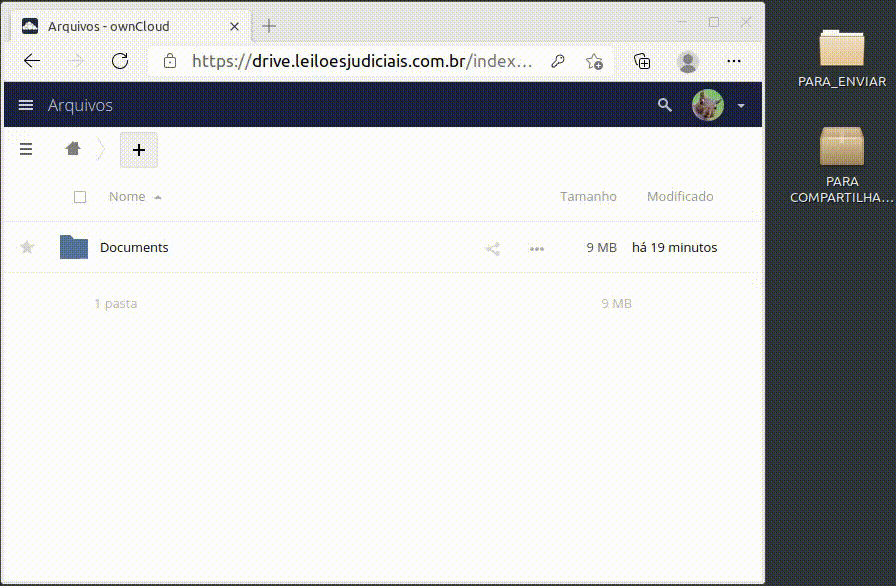 Arquivos - ownCloud
https://drive.leiloesjudiciais.com.br/index...
Arquivos
Nome
Tamanho
Modificado
Documents
9 MB
há 19 minutos
1 pasta
9 MB
PARA_ENVIAR
PARA
COMPARTILHA...